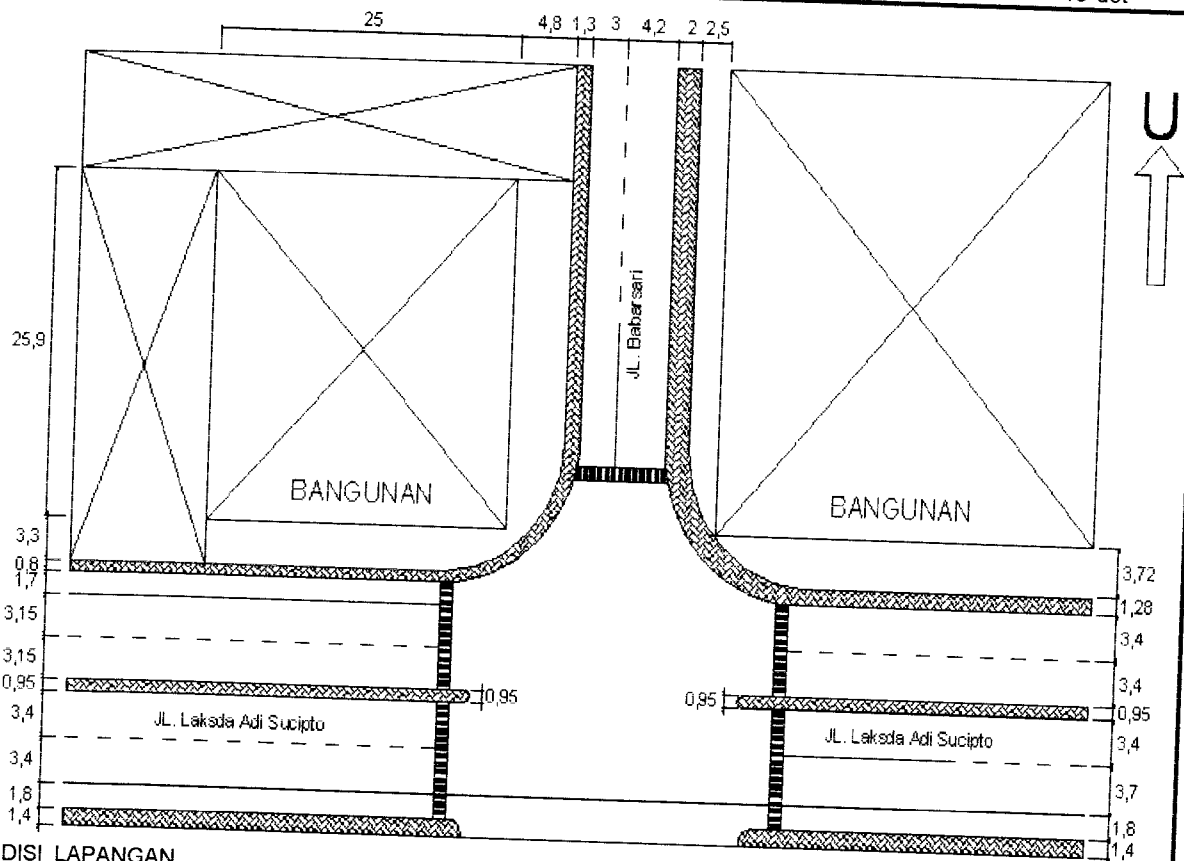 25 4,8 1,3 3 4,2 2 2,5
U
JL. Babarsari
25,9
BANGUNAN
BANGUNAN
3,3
0,8
1,7
3,15
3,15
0,95
3,4
3,4
1,8
1,4
3,72
1,28
3,4
3,4
0,95
3,4
3,7
1,8
1,4
0,95
0,95
JL. Laksda Adi Sucipto
JL. Laksda Adi Sucipto
DISI LAPANGAN